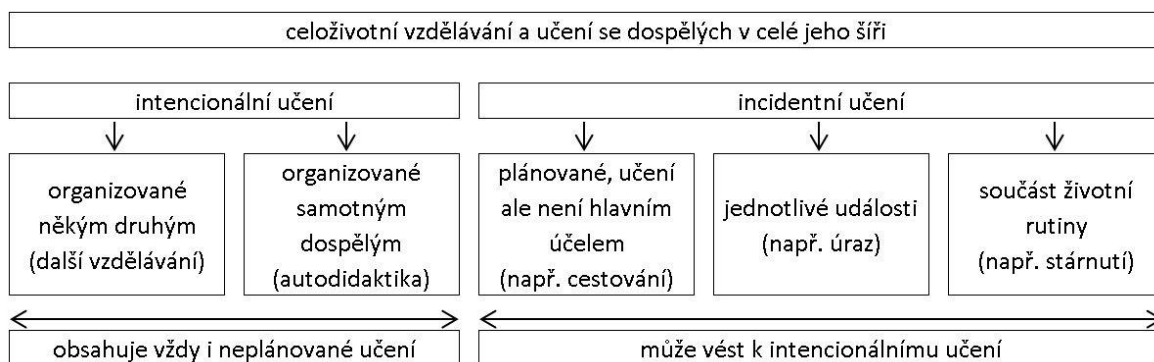 celoživotní vzdělávání a učení se dospělých v celé jeho šíři
intencionální učení
incidentní učení
organizované
někým druhým
(další vzdělávání)
organizované
samotným
dospělým
(autodidaktika)
plánované, učení
ale není hlavním
účelem
(např. cestování)
jednotlivé události
(např. úraz)
součást životní
rutiny
(např. stárnutí)
obsahuje vždy i neplánované učení
může vést k intencionálnímu učení